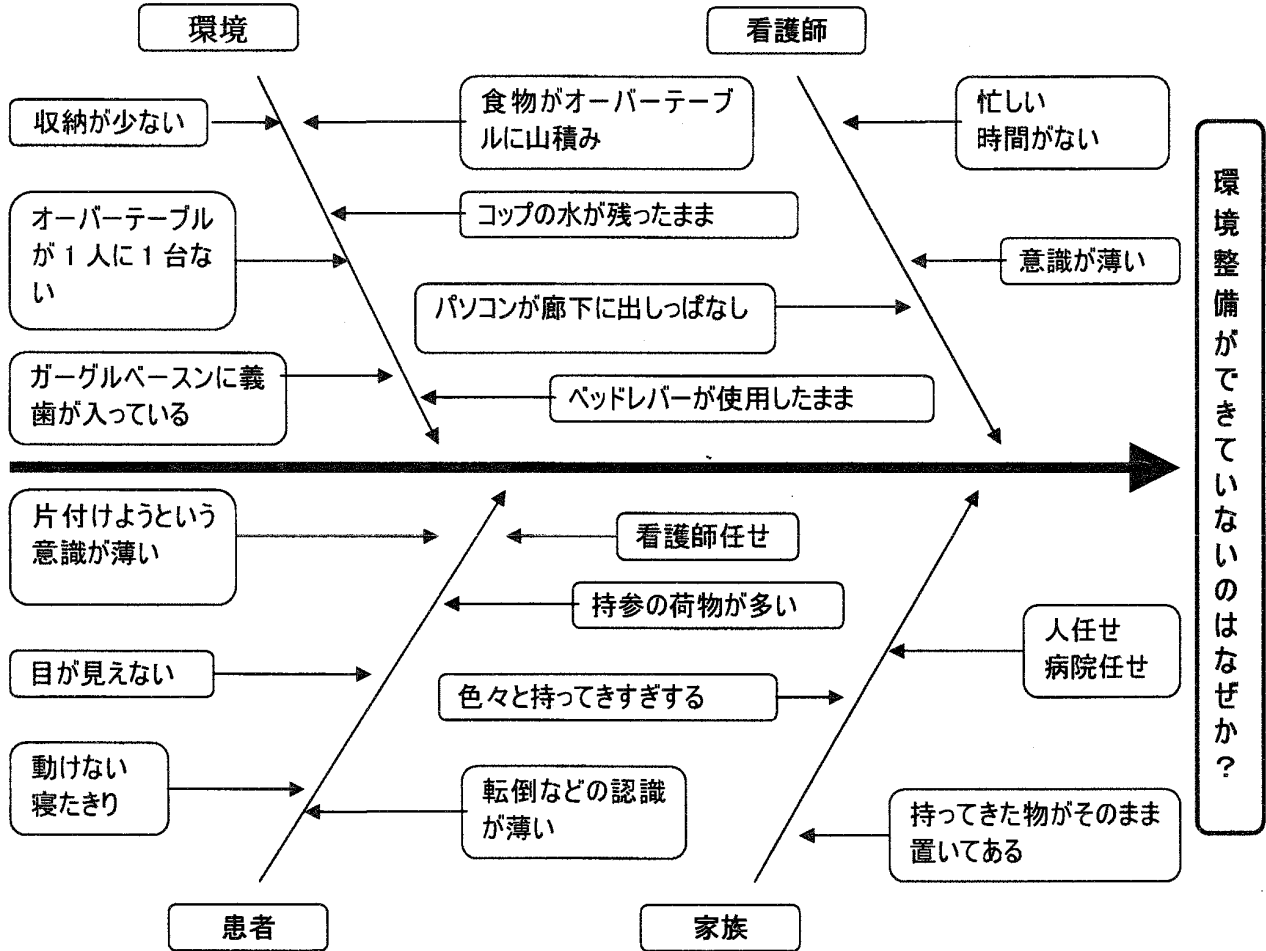 環境
看護師
収納が少ない
食物がオーバーテーブ
ルに山積み
忙しい
時間がない
オーバーテーブル
が1人に1台な
い
コップの水が残ったまま
意識が薄い
パソコンが廊下に出しっぱなし
ガーグルベースンに義
歯が入っている
ベッドレバーが使用したまま
環境整備ができていないのはなぜか？
片付けようという
意識が薄い
看護師任せ
持参の荷物が多い
人任せ
病院任せ
目が見えない
色々と持ってきすぎする
動けない
寝たきり
転倒などの認識
が薄い
持ってきた物がそのまま
置いてある
患者
家族